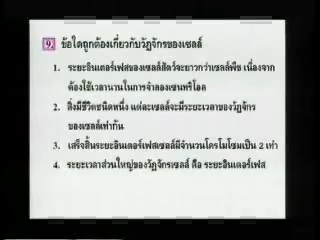 9. ข้อใดถูกต้องเกี่ยวกับวัฏจักรของเซลล์
1. ระยะอินเตอร์เฟสของเซลล์สัตว์จะยาวกว่าเซลล์พืช เนื่องจาก
ต้องใช้เวลานานในการจำลองเซนทริโอล
2. สิ่งมีชีวิตชนิดหนึ่ง แต่ละเซลล์จะมีระยะเวลาของวัฏจักร
ของเซลล์เท่ากัน
3. เสร็จสิ้นระยะอินเตอร์เฟสเซลล์มีจำนวนโครโมโซมเป็น 2 เท่า
4. ระยะเวลาส่วนใหญ่ของวัฏจักรเซลล์ คือ ระยะอินเตอร์เฟส